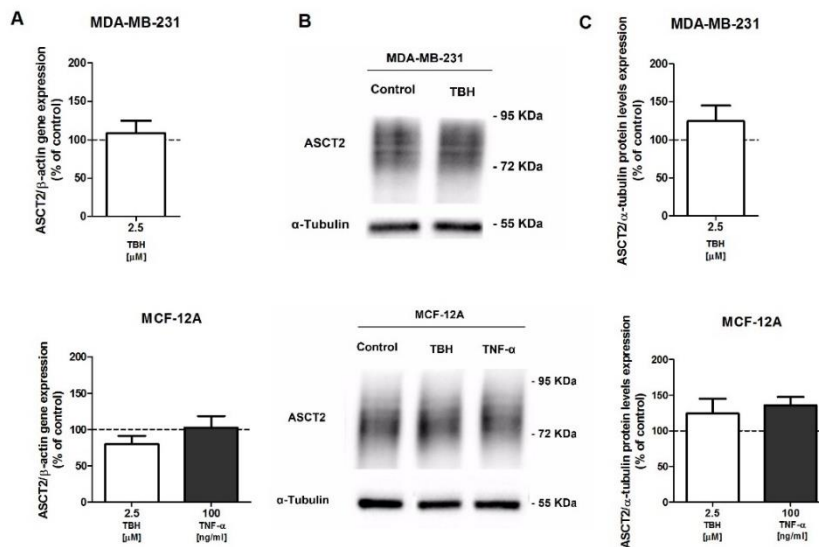 A
MDA-MB-231
ASCT2/β-actin gene expression
(% of control)
200
150
100
50
0
2.5
TBH
[µM]
B
MDA-MB-231
Control
TBH
ASCT2
- 95 KDa
- 72 KDa
α-Tubulin
- 55 KDa
C
MDA-MB-231
ASCT2/α-tubulin protein levels expression
(% of control)
200
150
100
50
0
2.5
TBH
[µM]
MCF-12A
ASCT2/β-actin gene expression
(% of control)
200
150
100
50
0
2.5
TBH
[µM]
100
TNF-α
[ng/ml]
MCF-12A
Control
TBH
TNF-α
ASCT2
- 95 KDa
- 72 KDa
α-Tubulin
- 55 KDa
MCF-12A
ASCT2/α-tubulin protein levels expression
(% of control)
200
150
100
50
0
2.5
TBH
[µM]
100
TNF-α
[ng/ml]